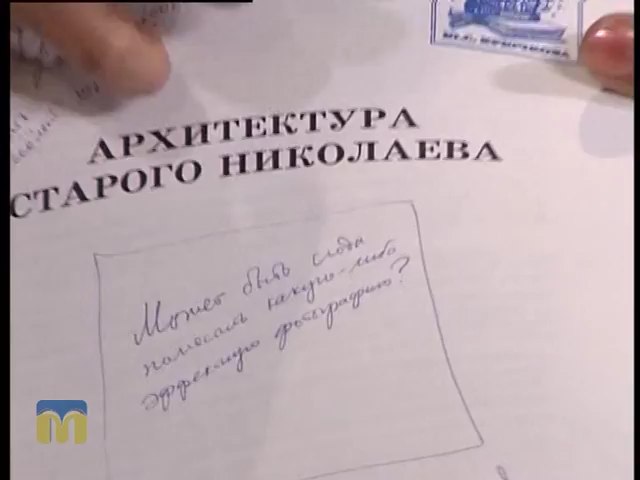 АРХИТЕКТУРА
СТАРОГО НИКОЛАЕВА
Может быть сюда
поместить какую-либо
эффектную фотографию?
М